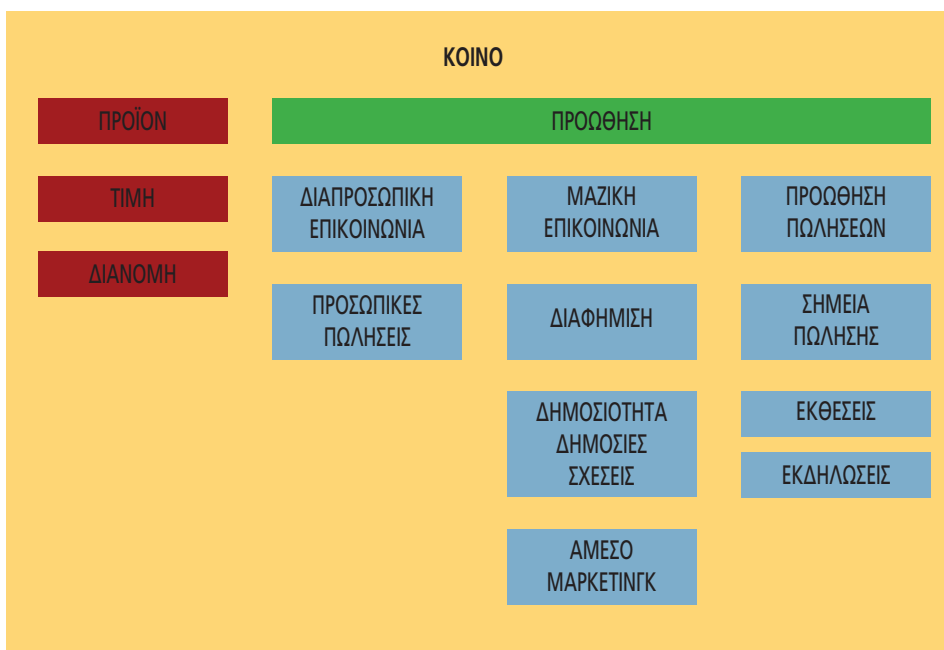 ΚΟΙΝΟ
ΠΡΟΪΟΝ
ΤΙΜΗ
ΔΙΑΝΟΜΗ
ΠΡΟΩΘΗΣΗ
ΔΙΑΠΡΟΣΩΠΙΚΗ
ΕΠΙΚΟΙΝΩΝΙΑ
ΠΡΟΣΩΠΙΚΕΣ
ΠΩΛΗΣΕΙΣ
ΜΑΖΙΚΗ
ΕΠΙΚΟΙΝΩΝΙΑ
ΔΙΑΦΗΜΙΣΗ
ΔΗΜΟΣΙΟΤΗΤΑ
ΔΗΜΟΣΙΕΣ
ΣΧΕΣΕΙΣ
ΑΜΕΣΟ
ΜΑΡΚΕΤΙΝΓΚ
ΠΡΟΩΘΗΣΗ
ΠΩΛΗΣΕΩΝ
ΣΗΜΕΙΑ
ΠΩΛΗΣΗΣ
ΕΚΘΕΣΕΙΣ
ΕΚΔΗΛΩΣΕΙΣ